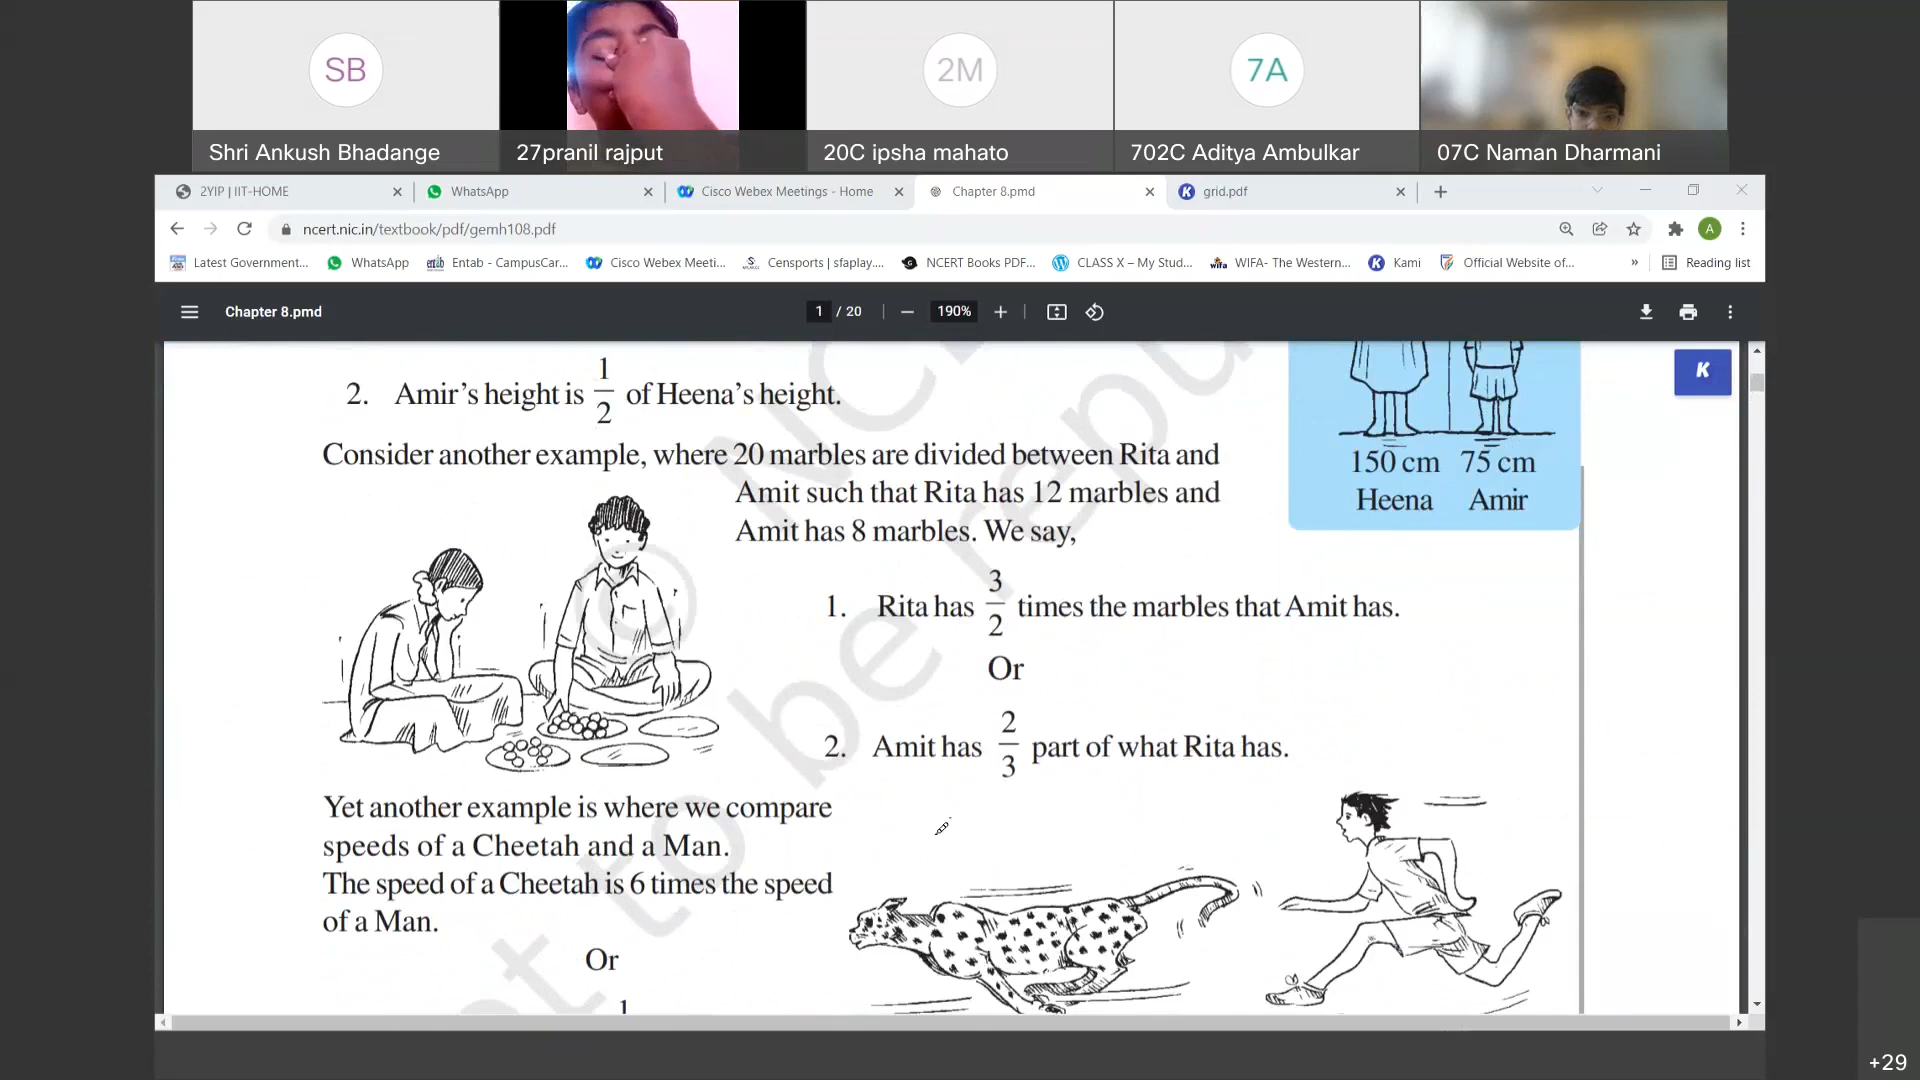 SB
2M
7A
Shri Ankush Bhadange
27pranil rajput
20C ipsha mahato
702C Aditya Ambulkar
07C Naman Dharmani
2YIP | IIT-HOME
WhatsApp
Cisco Webex Meetings - Home
Chapter 8.pmd
grid.pdf
ncert.nic.in/textbook/pdf/gemh108.pdf
A
Latest Government...
WhatsApp
Entab - CampusCar...
Cisco Webex Meeti...
Censports | sfaplay....
NCERT Books PDF...
CLASS X – My Stud...
WIFA- The Western...
Kami
Official Website of...
»
Reading list
Chapter 8.pmd
1 / 20
190%
K
2. Amir's height is 1/2 of Heena's height.
150 cm 75 cm
Heena Amir
Consider another example, where 20 marbles are divided between Rita and
Amit such that Rita has 12 marbles and
Amit has 8 marbles. We say,
1. Rita has 3/2 times the marbles that Amit has.
Or
2. Amit has 2/3 part of what Rita has.
Yet another example is where we compare
speeds of a Cheetah and a Man.
The speed of a Cheetah is 6 times the speed
of a Man.
Or
1
© NCE
t to be repu
+29